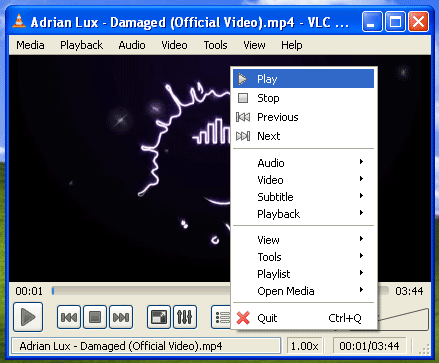 Adrian Lux - Damaged (Official Video).mp4 - VLC ...
Media Playback Audio Video Tools View Help
Play
Stop
Previous
Next
Audio
Video
Subtitle
Playback
View
Tools
Playlist
Open Media
Quit Ctrl+Q
00:01 03:44
Adrian Lux - Damaged (Official Video).mp4 1.00x 00:01/03:44